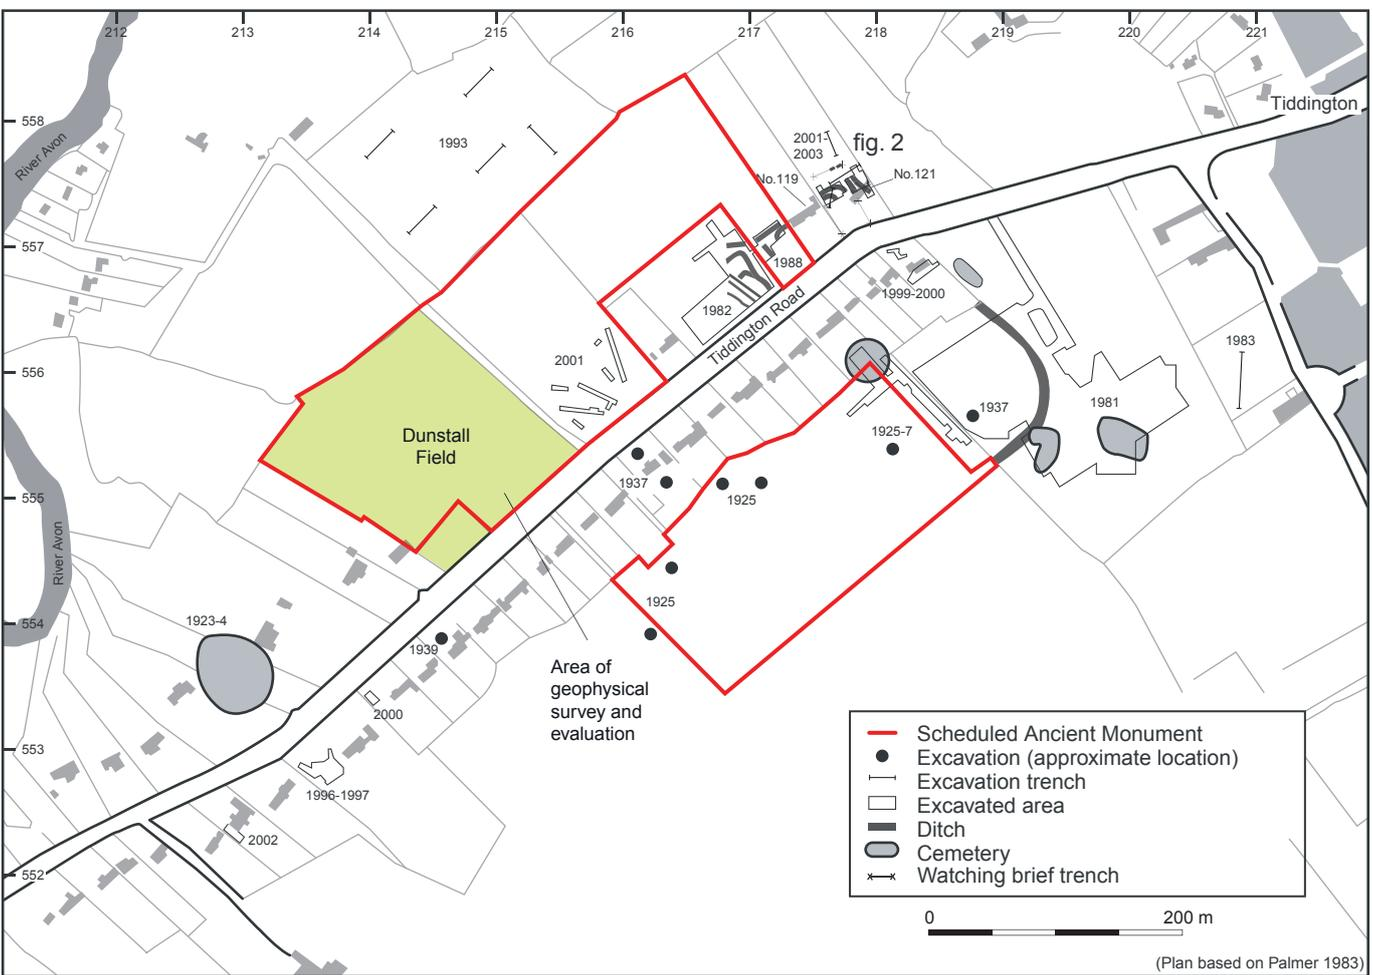 212 213 214 215 216 217 218 219 220 221
Tiddington
558
River Avon
1993
2001-
2003
fig. 2
No.119
No.121
557
1988
1999-2000
1982
Tiddington Road
1983
556
2001
1981
1937
Dunstall
Field
1925-7
1937
1925
555
River Avon
1925
554
1923-4
1939
Area of
geophysical
survey and
evaluation
2000
553
1996-1997
2002
552
Scheduled Ancient Monument
Excavation (approximate location)
Excavation trench
Excavated area
Ditch
Cemetery
Watching brief trench
0 200 m
(Plan based on Palmer 1983)